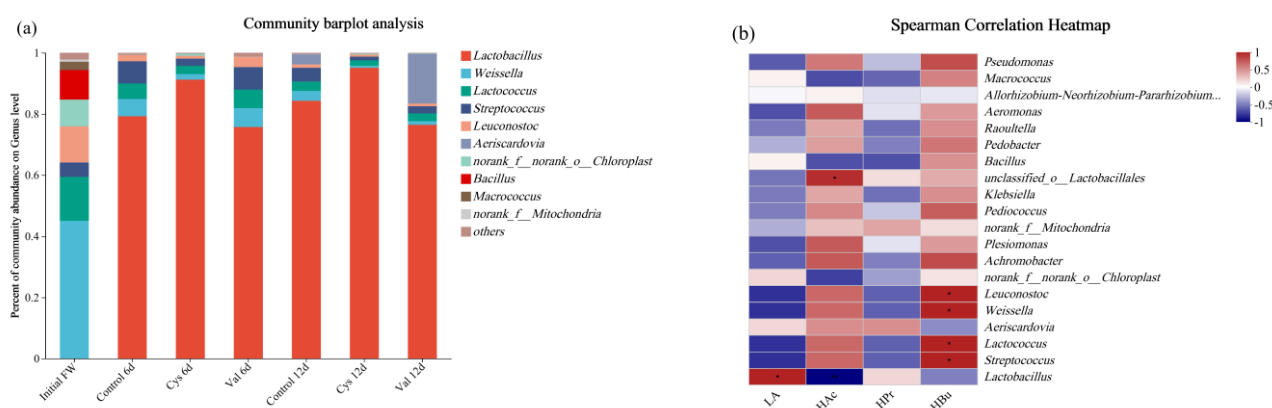 (a)
Community barplot analysis
Percent of community abundance on Genus level
1
0.8
0.6
0.4
0.2
0
Initial FW
Control 6d
Cys 6d
Val 6d
Control 12d
Cys 12d
Val 12d
Lactobacillus
Weissella
Lactococcus
Streptococcus
Leuconostoc
Aeriscardovia
norank_f_norank_o_Chloroplast
Bacillus
Macrococcus
norank_f_Mitochondria
others
(b)
Spearman Correlation Heatmap
Pseudomonas
Macrococcus
Allorhizobium-Neorhizobium-Pararhizobium...
Aeromonas
Raoultella
Pedobacter
Bacillus
unclassified_o__Lactobacillales
Klebsiella
Pediococcus
norank_f__Mitochondria
Plesiomonas
Achromobacter
norank_f__norank_o__Chloroplast
Leuconostoc
Weissella
Aeriscardovia
Lactococcus
Streptococcus
Lactobacillus
LA
HAc
HPr
HBu
1
0.5
0
-0.5
-1